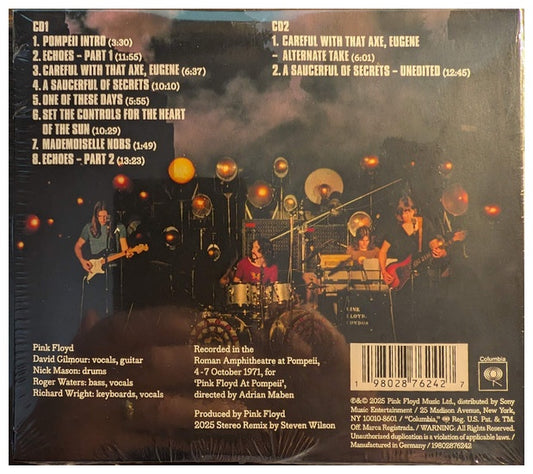 CD1
1. POMPEII INTRO (3:30)
2. ECHOES – PART 1 (11:55)
3. CAREFUL WITH THAT AXE, EUGENE (6:37)
4. A SAUCERFUL OF SECRETS (10:10)
5. ONE OF THESE DAYS (5:55)
6. SET THE CONTROLS FOR THE HEART
OF THE SUN (10:29)
7. MADEMOISELLE NOBS (1:49)
8. ECHOES – PART 2 (13:23)
CD2
1. CAREFUL WITH THAT AXE, EUGENE
– ALTERNATE TAKE (6:01)
2. A SAUCERFUL OF SECRETS – UNEDITED (12:45)
PINK
FLOYD.
LONDON
Pink Floyd
David Gilmour: vocals, guitar
Nick Mason: drums
Roger Waters: bass, vocals
Richard Wright: keyboards, vocals
Recorded in the
Roman Amphitheatre at Pompeii,
4 - 7 October 1971, for
‘Pink Floyd At Pompeii’,
directed by Adrian Maben
Produced by Pink Floyd
2025 Stereo Remix by Steven Wilson
1 98028 76242 7
Columbia
℗&© 2025 Pink Floyd Music Ltd., distributed by Sony
Music Entertainment / 25 Madison Avenue, New York,
NY 10010-8601 / "Columbia," Reg. U.S. Pat. & TM.
Off. Marca Registrada. / WARNING: All Rights Reserved.
Unauthorised duplication is a violation of applicable laws. /
Manufactured in Germany / 19802876242